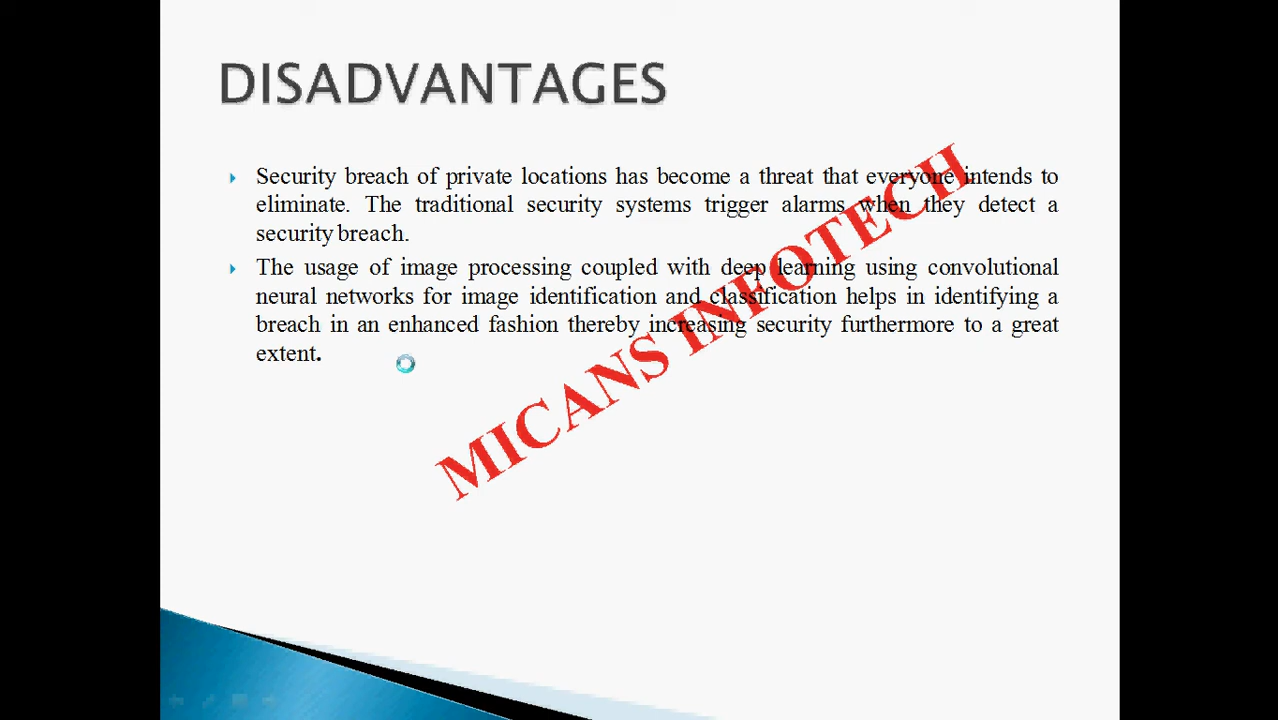 DISADVANTAGES
Security breach of private locations has become a threat that everyone intends to
eliminate. The traditional security systems trigger alarms when they detect a
security breach.
The usage of image processing coupled with deep learning using convolutional
neural networks for image identification and classification helps in identifying a
breach in an enhanced fashion thereby increasing security furthermore to a great
extent.
MICANS INFOTECH